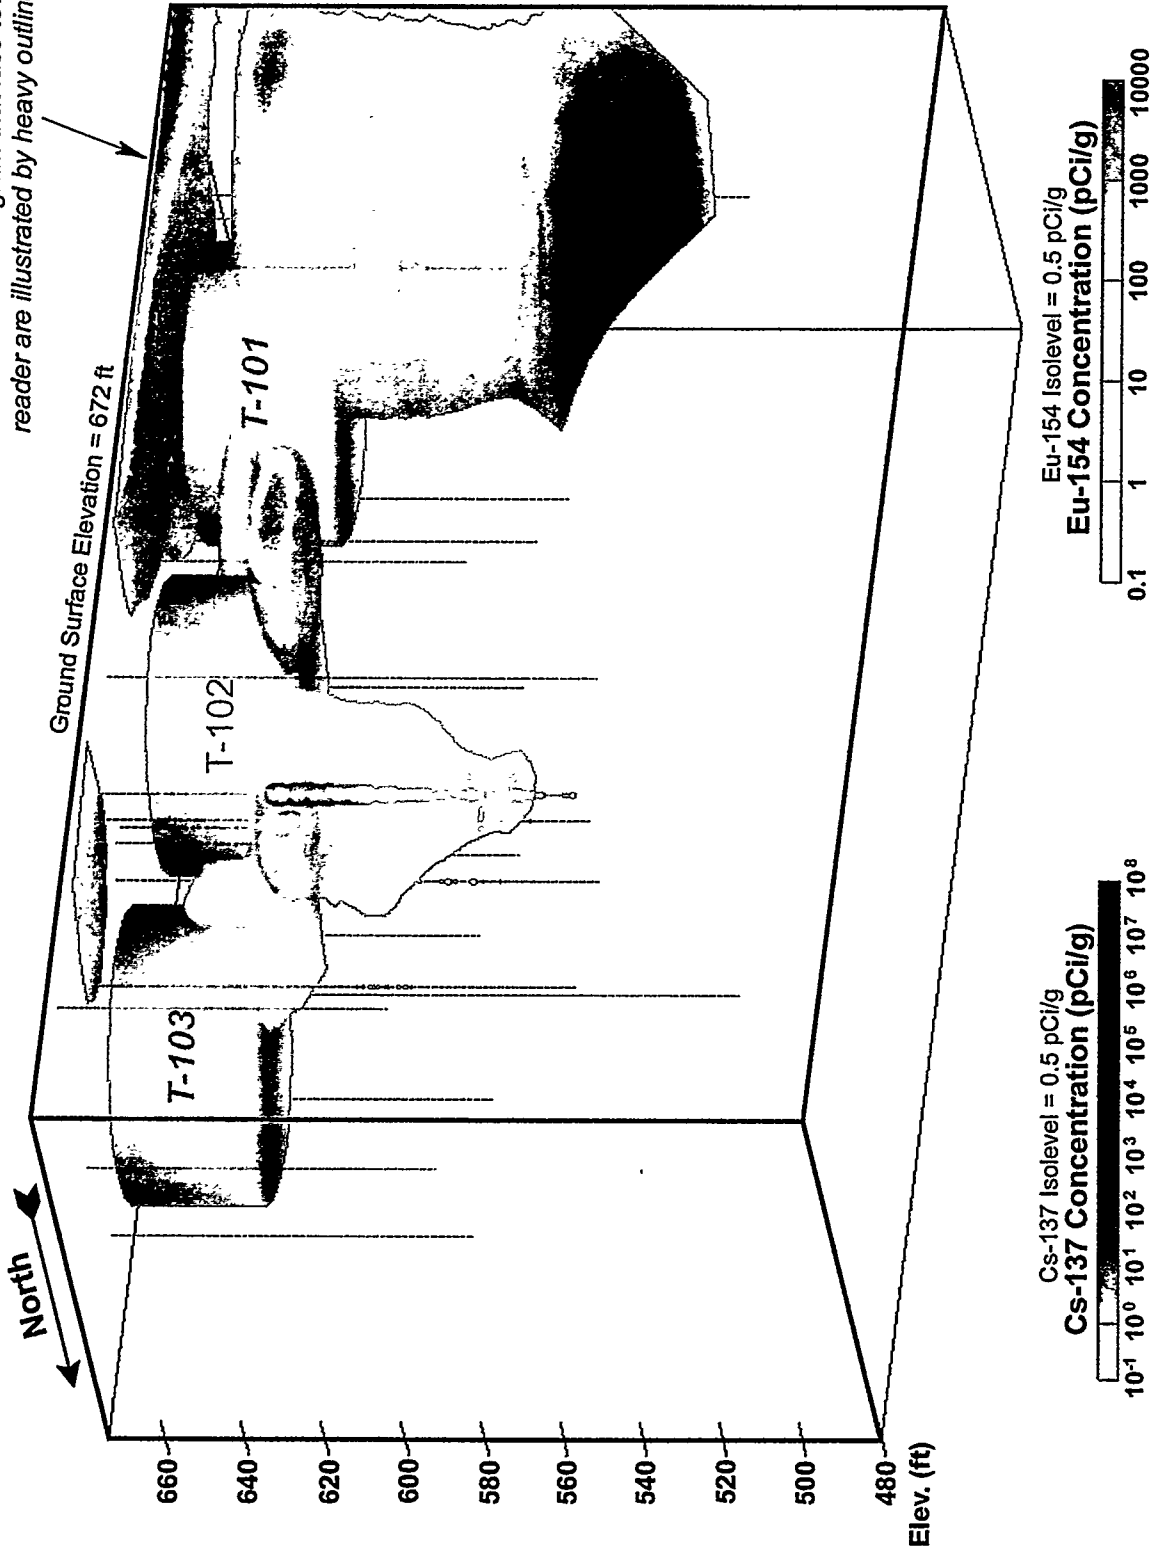 reader are illustrated by heavy outlin
Ground Surface Elevation = 672 ft
North
T-103
T-102
T-101
660
640
620
600
580
560
540
520
500
480
Elev. (ft)
Cs-137 Isolevel = 0.5 pCi/g
Cs-137 Concentration (pCi/g)
10⁻¹ 10⁰ 10¹ 10² 10³ 10⁴ 10⁵ 10⁶ 10⁷ 10⁸
Eu-154 Isolevel = 0.5 pCi/g
Eu-154 Concentration (pCi/g)
0.1 1 10 100 1000 10000